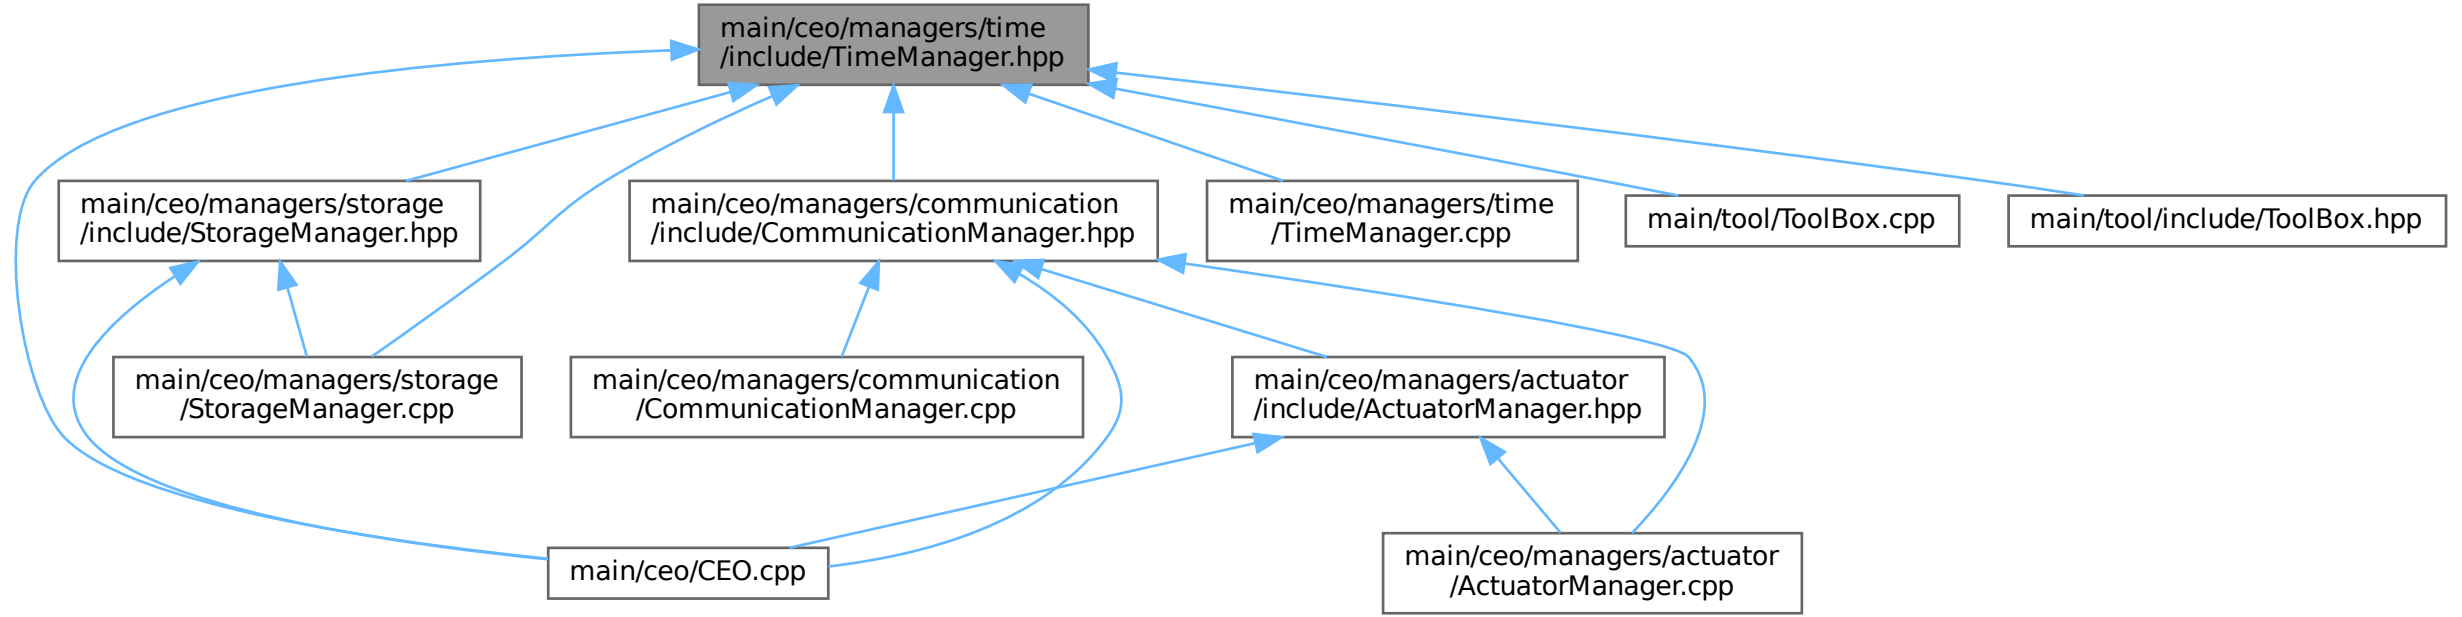 main/ceo/managers/time
/include/TimeManager.hpp
main/ceo/managers/storage
/include/StorageManager.hpp
main/ceo/managers/communication
/include/CommunicationManager.hpp
main/ceo/managers/time
/TimeManager.cpp
main/tool/ToolBox.cpp
main/tool/include/ToolBox.hpp
main/ceo/managers/storage
/StorageManager.cpp
main/ceo/managers/communication
/CommunicationManager.cpp
main/ceo/managers/actuator
/include/ActuatorManager.hpp
main/ceo/CEO.cpp
main/ceo/managers/actuator
/ActuatorManager.cpp